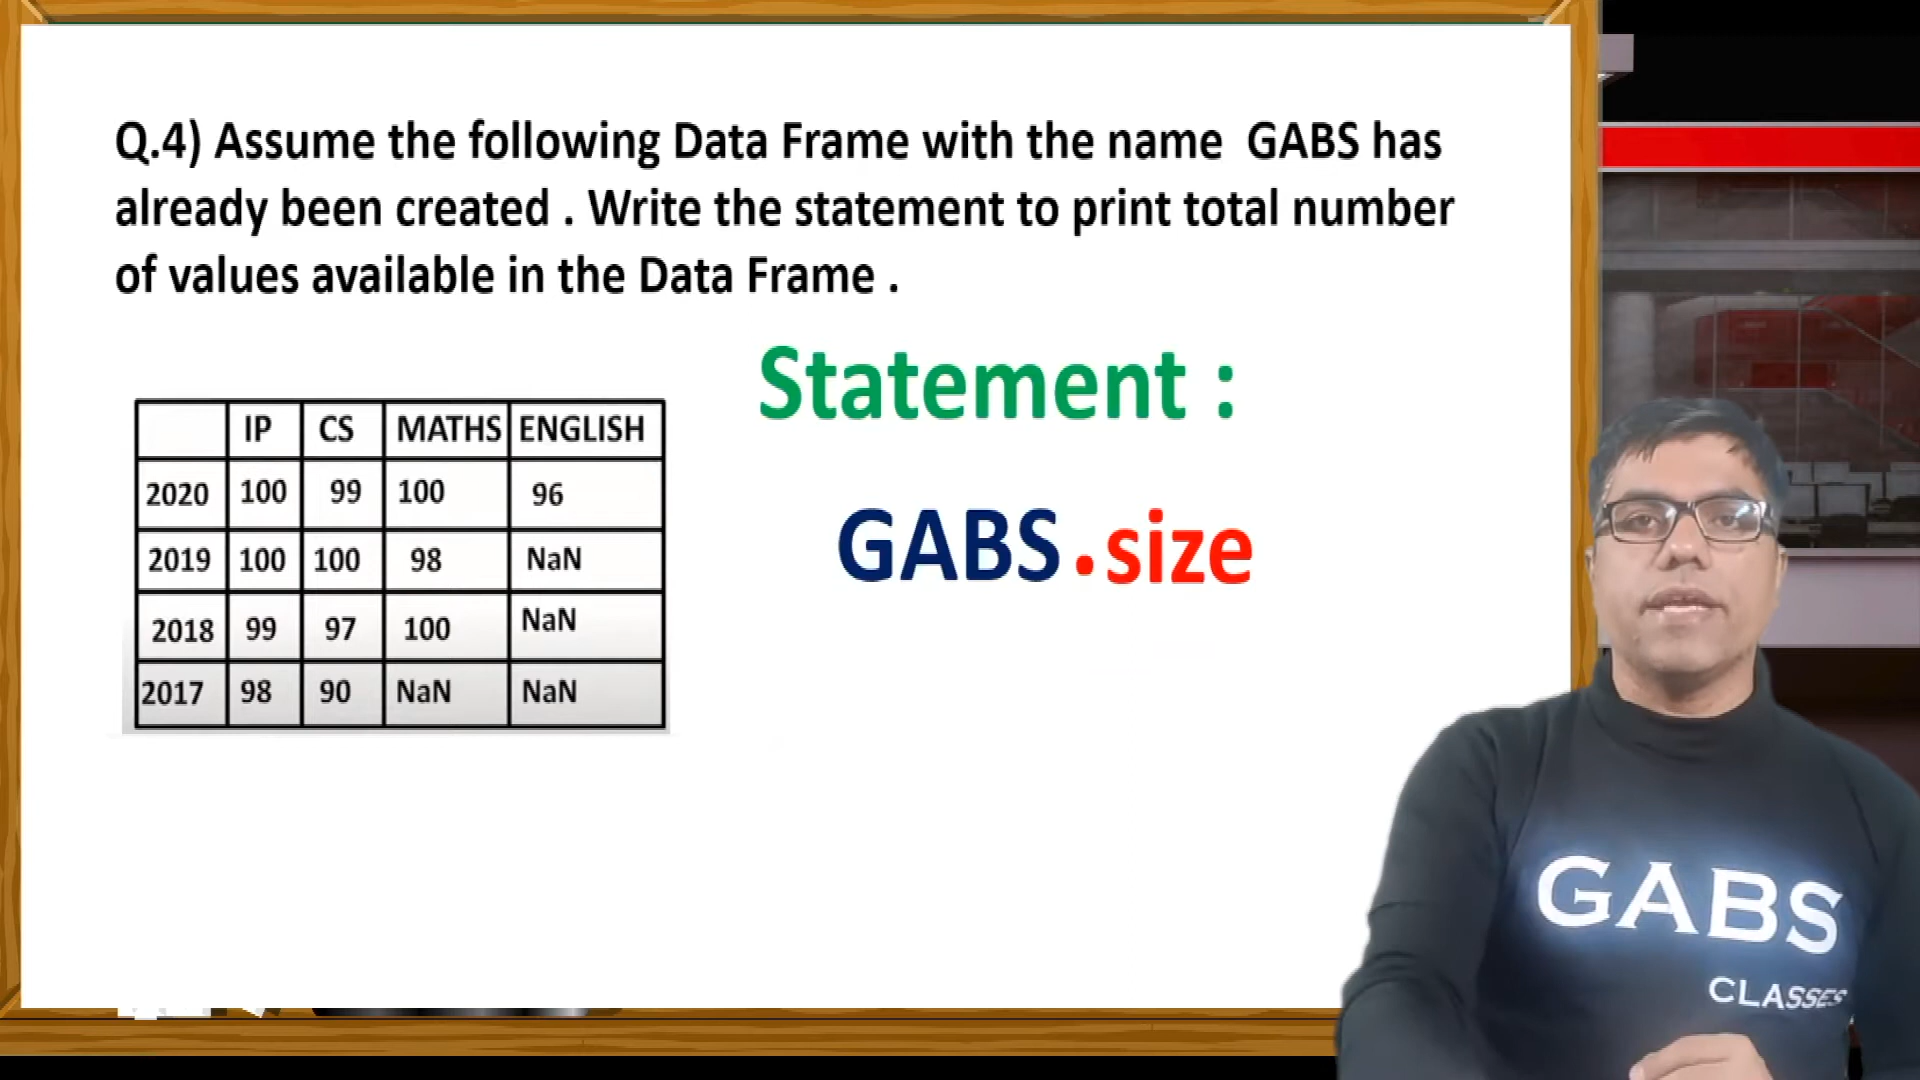 Q.4) Assume the following Data Frame with the name GABS has
already been created . Write the statement to print total number
of values available in the Data Frame .
Statement :
GABS .size
IP CS MATHS ENGLISH
2020 100 99 100 96
2019 100 100 98 NaN
2018 99 97 100 NaN
2017 98 90 NaN NaN
GABS
CLASSES